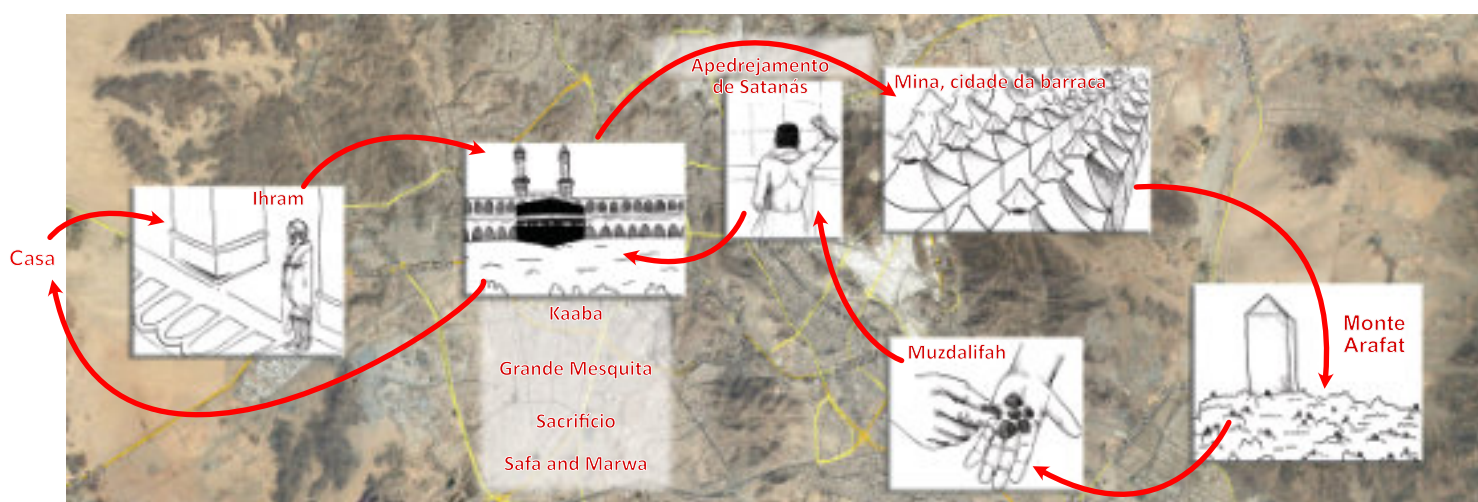 Casa
Ihram
Kaaba
Grande Mesquita
Sacrifício
Safa and Marwa
Apedrejamento
de Satanás
Mina, cidade da barraca
Muzdalifah
Monte
Arafat